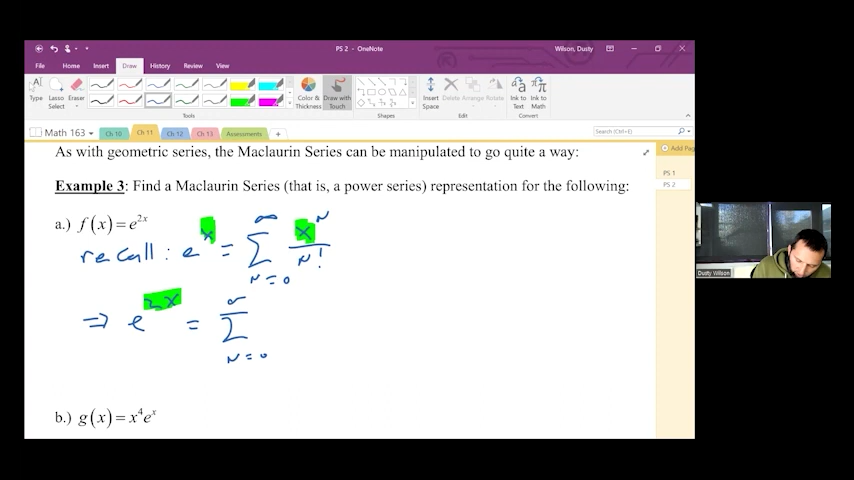 PS 2 - OneNote
Wilson, Dusty
File Home Insert Draw History Review View
Type
Lasso Select
Eraser
Color & Thickness
Draw with Touch
Insert Space
Delete
Arrange
Rotate
Ink to Text
Ink to Math
Tools
Shapes
Edit
Convert
Math 163
Ch 10
Ch 11
Ch 12
Ch 13
Assessments
+
Search (Ctrl+E)
Add Pag
PS 1
PS 2
As with geometric series, the Maclaurin Series can be manipulated to go quite a way:
Example 3: Find a Maclaurin Series (that is, a power series) representation for the following:
a.) f(x) = e^{2x}
recall: e^x = ∑_{N=0}^{∞} x^N / N!
⇒ e^{2x} = ∑_{N=0}^{∞}
b.) g(x) = x^4 e^x
Dusty Wilson